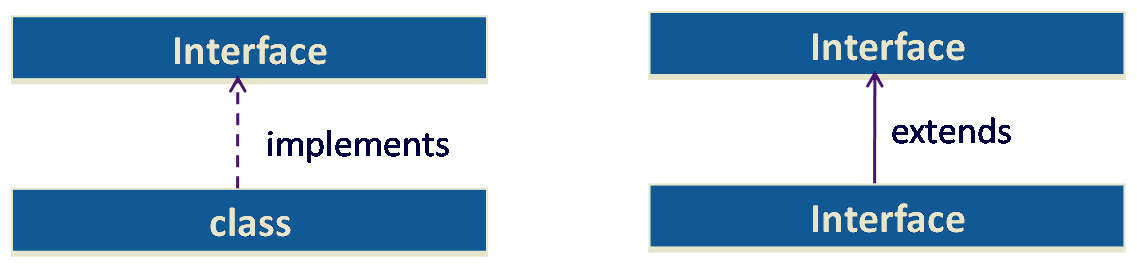 Interface
implements
class
Interface
extends
Interface